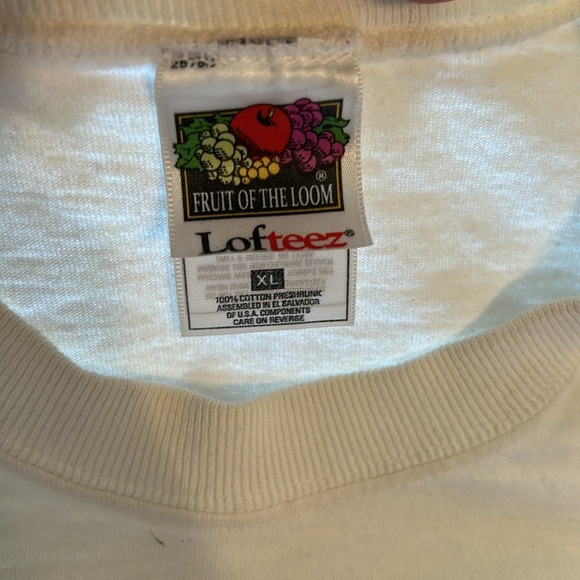 FRUIT OF THE LOOM
®
Lofteez®
XL
100% COTTON PRESHRUNK
ASSEMBLED IN EL SALVADOR
OF U.S.A. COMPONENTS
CARE ON REVERSE